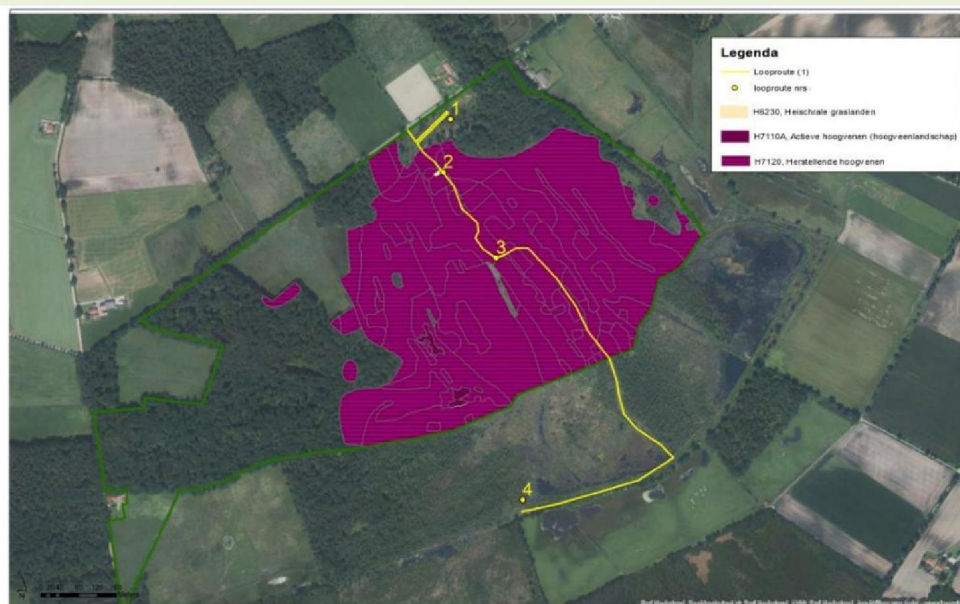 Legenda
Looproute (1)
looproute nrs
H6230, Heischrale graslanden
H7110A, Actieve hoogvenen (hoogveenlandschap)
H7120, Herstellende hoogvenen
1
2
3
4
N